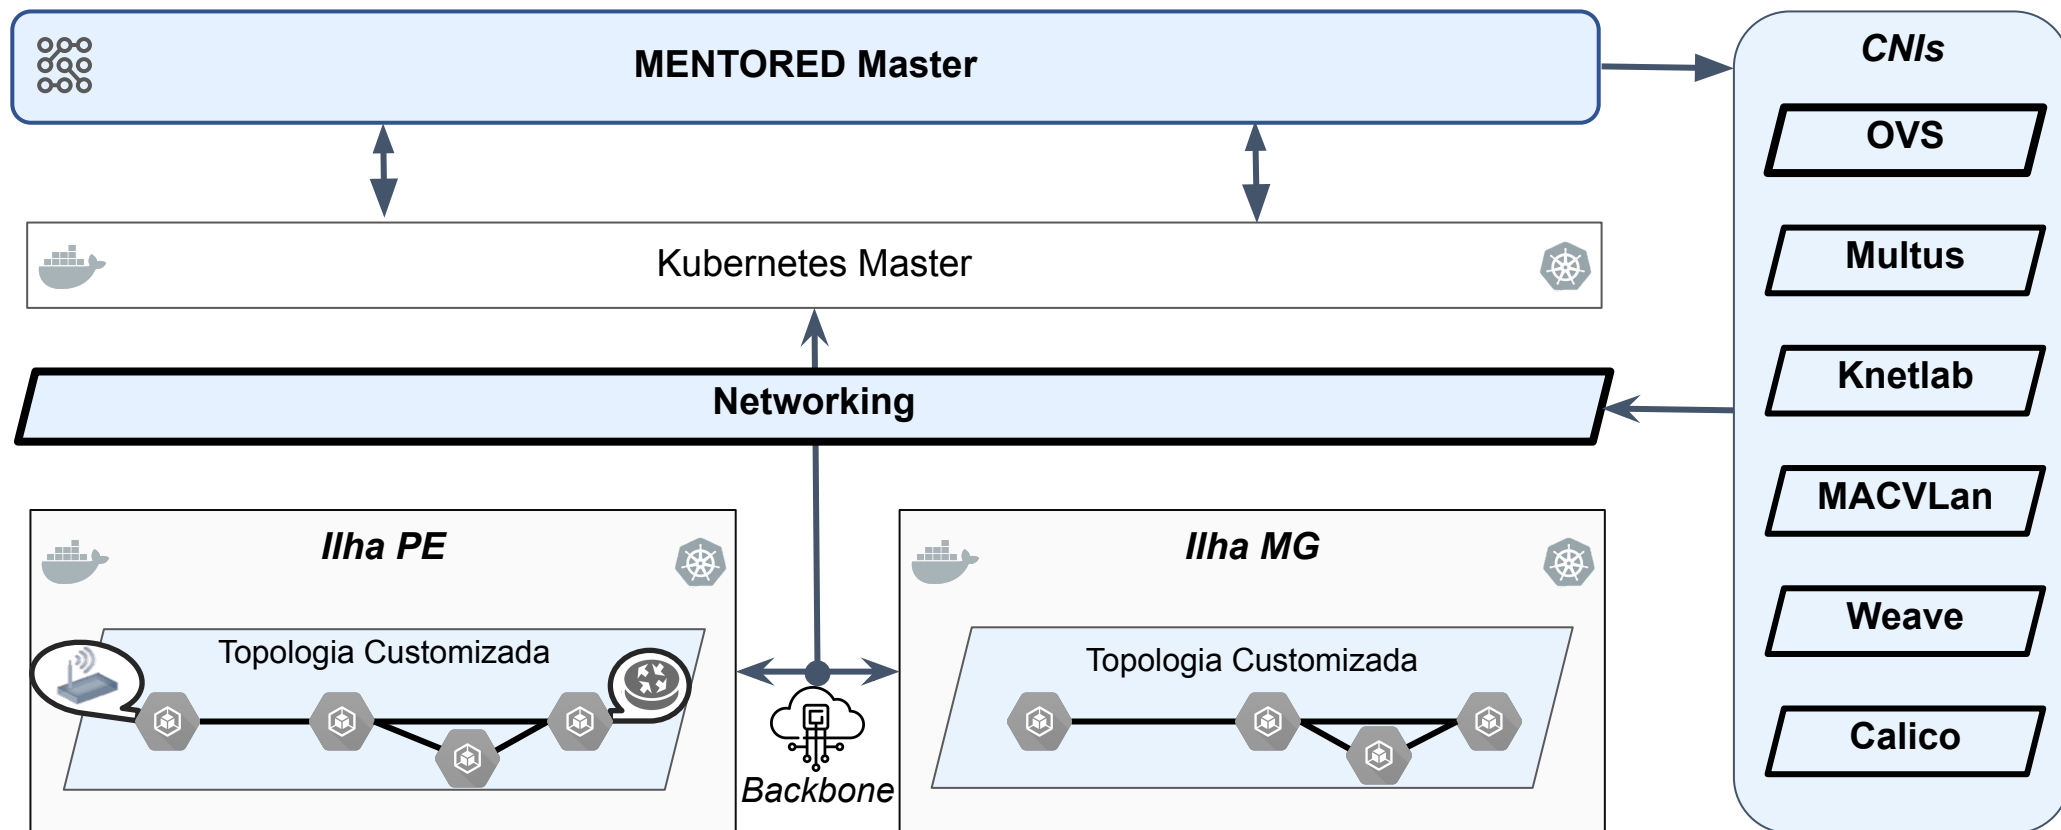 MENTORED Master
Kubernetes Master
Networking
Ilha PE
Topologia Customizada
Backbone
Ilha MG
Topologia Customizada
CNIs
OVS
Multus
Knetlab
MACVLan
Weave
Calico